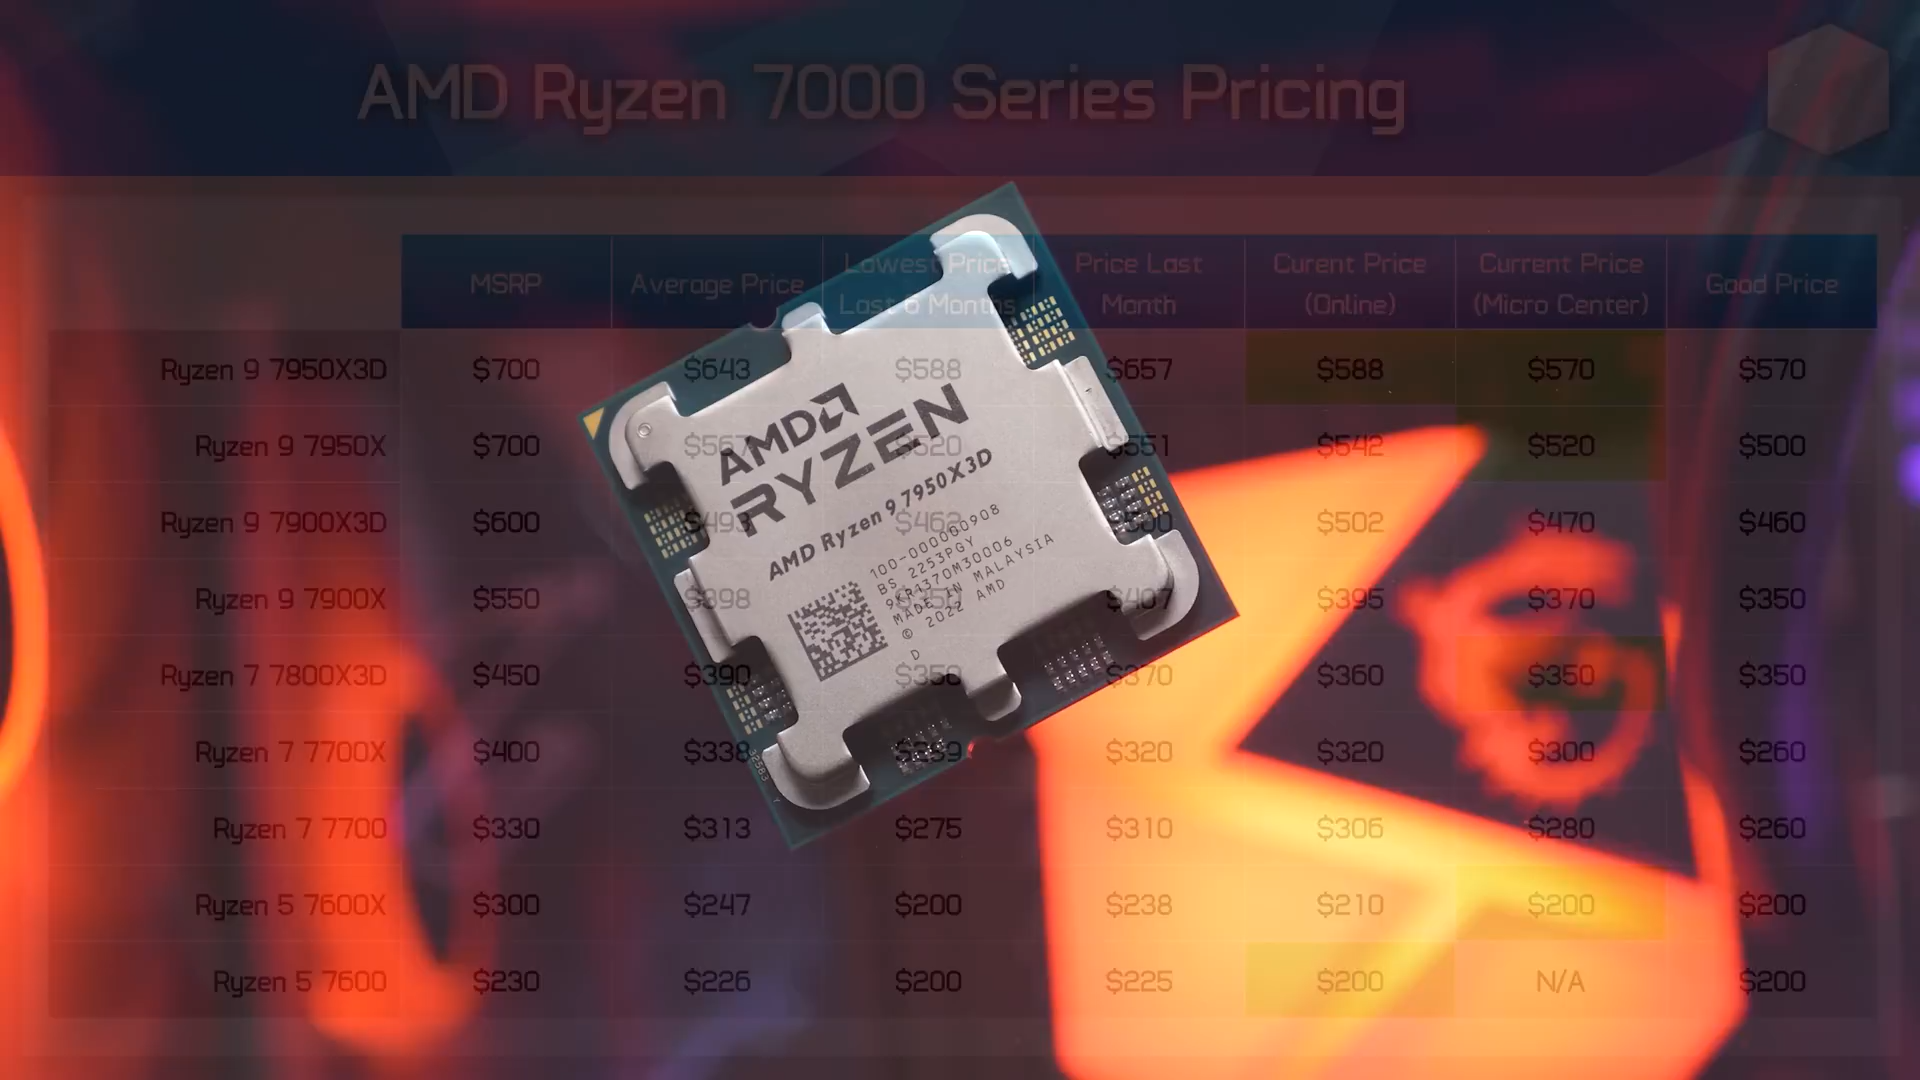 AMD Ryzen 7000 Series Pricing
MSRP Average Price Lowest Price Last 6 Months Price Last Month Curent Price (Online) Current Price (Micro Center) Good Price
Ryzen 9 7950X3D $700 $643 $588 $657 $588 $570 $570
Ryzen 9 7950X $700 $520 $551 $542 $520 $500
Ryzen 9 7900X3D $600 $462 $500 $502 $470 $460
Ryzen 9 7900X $550 $398 $407 $395 $370 $350
Ryzen 7 7800X3D $450 $390 $370 $360 $350 $350
Ryzen 7 7700X $400 $338 $320 $320 $300 $260
Ryzen 7 7700 $330 $313 $275 $310 $306 $280 $260
Ryzen 5 7600X $300 $247 $200 $238 $210 $200 $200
Ryzen 5 7600 $230 $226 $200 $225 $200 N/A $200
AMD
RYZEN
AMD Ryzen 9 7950X3D
100-000000908
BS 2253PGY
9KR1370M30006
MADE IN MALAYSIA
© 2022 AMD
D